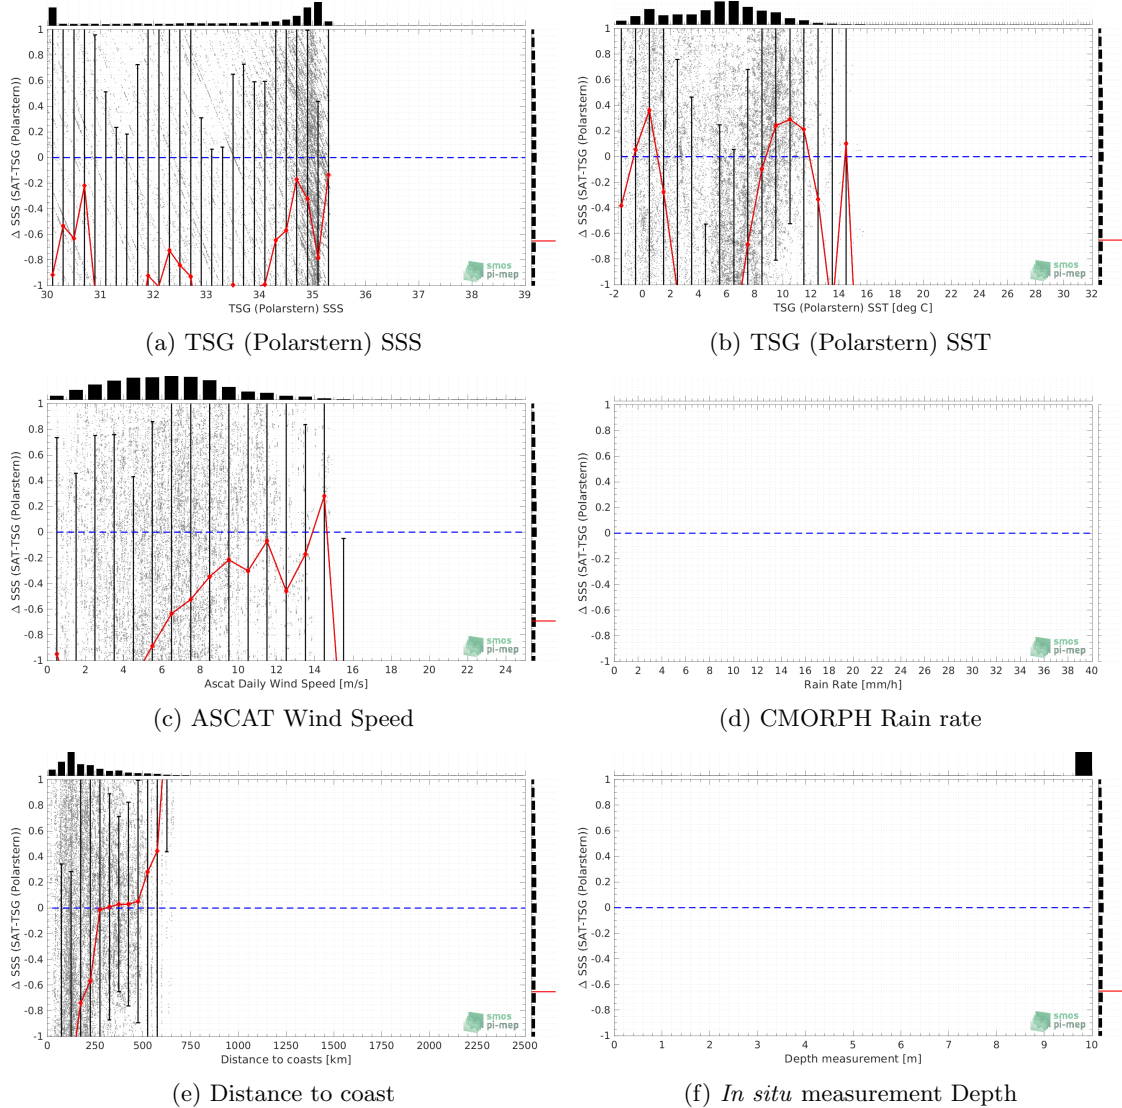 Δ SSS (SAT-TSG (Polarstern))
1
0.8
0.6
0.4
0.2
0
-0.2
-0.4
-0.6
-0.8
-1
30 31 32 33 34 35 36 37 38 39
TSG (Polarstern) SSS
smos
pi-mep
(a) TSG (Polarstern) SSS
Δ SSS (SAT-TSG (Polarstern))
1
0.8
0.6
0.4
0.2
0
-0.2
-0.4
-0.6
-0.8
-1
-2 0 2 4 6 8 10 12 14 16 18 20 22 24 26 28 30 32
TSG (Polarstern) SST [deg C]
smos
pi-mep
(b) TSG (Polarstern) SST
Δ SSS (SAT-TSG (Polarstern))
1
0.8
0.6
0.4
0.2
0
-0.2
-0.4
-0.6
-0.8
-1
0 2 4 6 8 10 12 14 16 18 20 22 24
Ascat Daily Wind Speed [m/s]
smos
pi-mep
(c) ASCAT Wind Speed
Δ SSS (SAT-TSG (Polarstern))
1
0.8
0.6
0.4
0.2
0
-0.2
-0.4
-0.6
-0.8
-1
0 2 4 6 8 10 12 14 16 18 20 22 24 26 28 30 32 34 36 38 40
Rain Rate [mm/h]
smos
pi-mep
(d) CMORPH Rain rate
Δ SSS (SAT-TSG (Polarstern))
1
0.8
0.6
0.4
0.2
0
-0.2
-0.4
-0.6
-0.8
-1
0 250 500 750 1000 1250 1500 1750 2000 2250 2500
Distance to coasts [km]
smos
pi-mep
(e) Distance to coast
Δ SSS (SAT-TSG (Polarstern))
1
0.8
0.6
0.4
0.2
0
-0.2
-0.4
-0.6
-0.8
-1
0 1 2 3 4 5 6 7 8 9 10
Depth measurement [m]
smos
pi-mep
(f) In situ measurement Depth